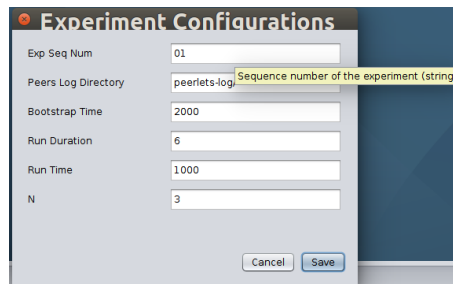 Experiment Configurations
Exp Seq Num 01
Sequence number of the experiment (string
Peers Log Directory peerlets-log/
Bootstrap Time 2000
Run Duration 6
Run Time 1000
N 3
Cancel Save